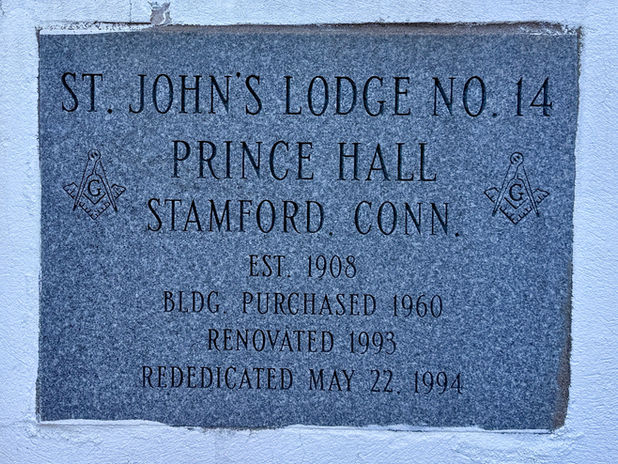 ST. JOHN'S LODGE NO. 14
PRINCE HALL
G
G
STAMFORD, CONN.
EST. 1908
BLDG. PURCHASED 1960
RENOVATED 1993
REDEDICATED MAY 22, 1994